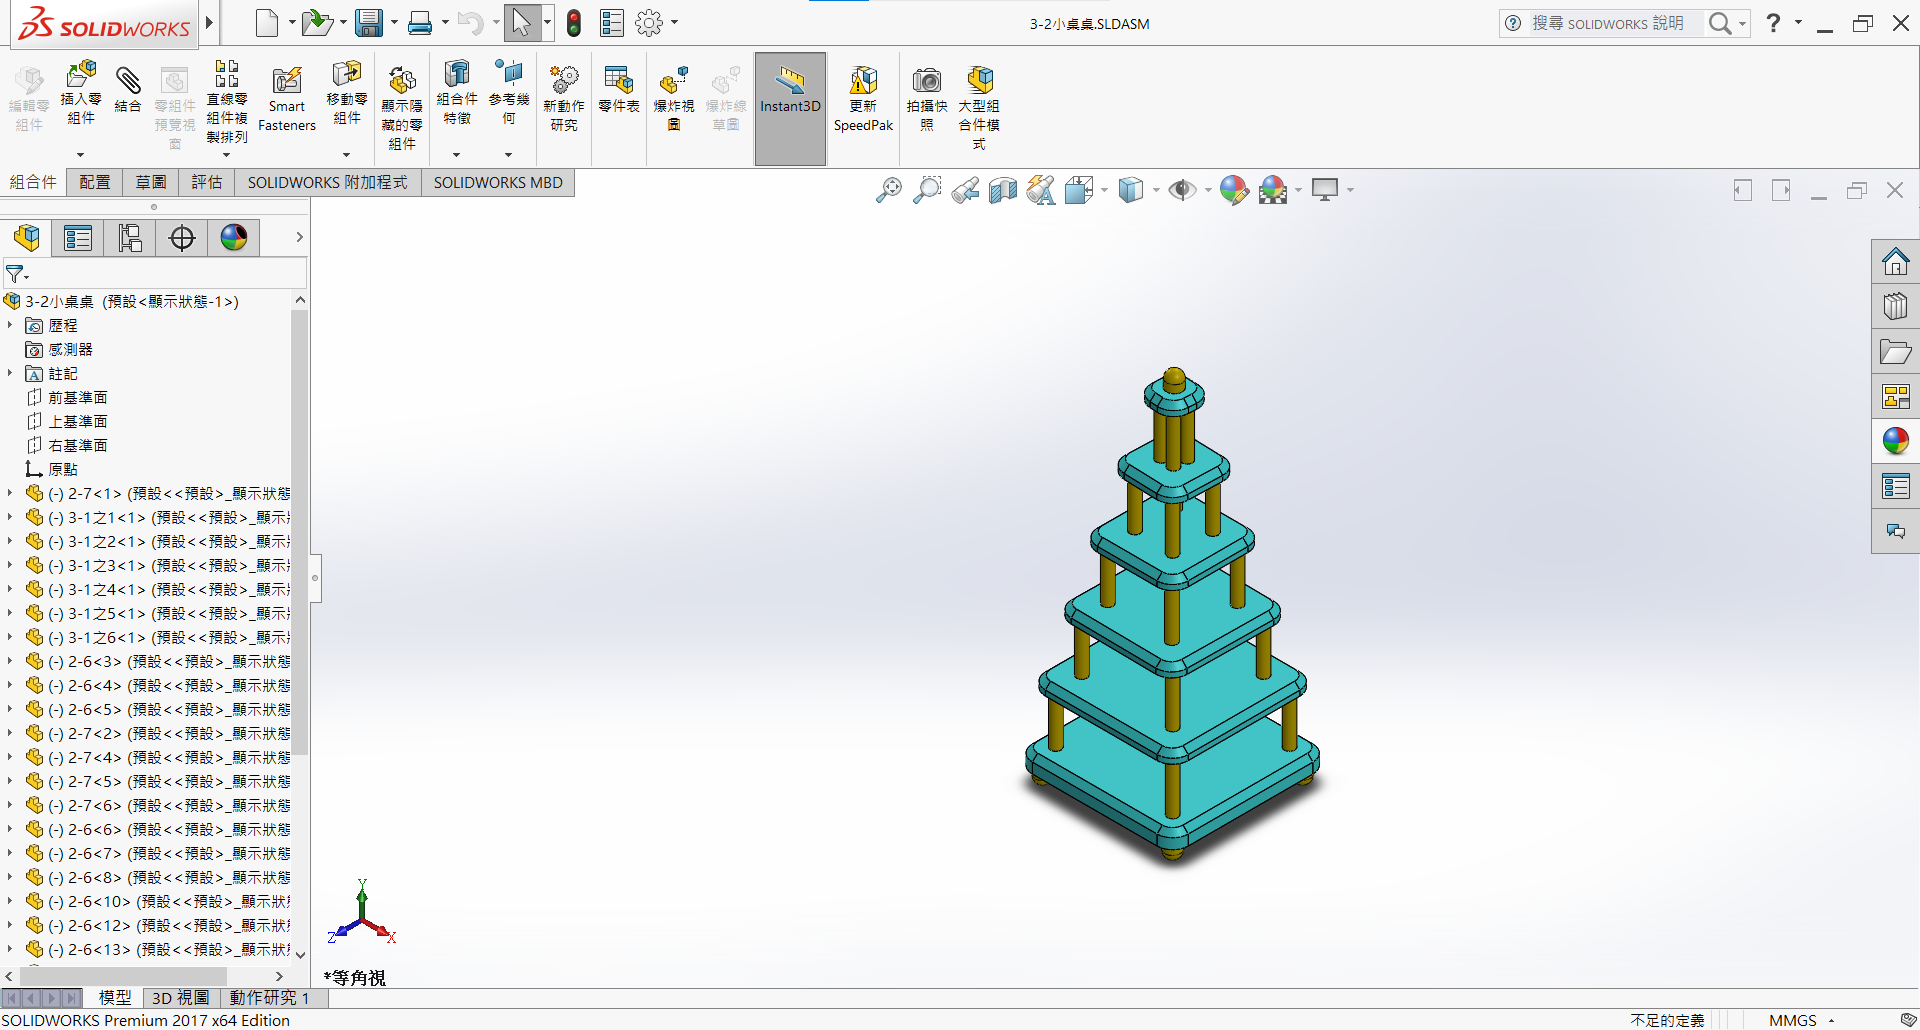 SOLIDWORKS
3-2小桌桌.SLDASM
搜尋 SOLIDWORKS 説明
編輯零組件
插入零組件
結合
零組件預覽視窗
直線零組件複製排列
Smart Fasteners
移動零組件
顯示隱藏的零組件
組合件特徵
參考幾何
新動作研究
零件表
爆炸視圖
爆炸線草圖
Instant3D
更新 SpeedPak
拍攝快照
大型組合件模式
組合件
配置
草圖
評估
SOLIDWORKS 附加程式
SOLIDWORKS MBD
3-2小桌桌 (預設<顯示狀態-1>)
歷程
感測器
註記
前基準面
上基準面
右基準面
原點
(-) 2-7<1> (預設<<預設>_顯示狀態
(-) 3-1之1<1> (預設<<預設>_顯示
(-) 3-1之2<1> (預設<<預設>_顯示
(-) 3-1之3<1> (預設<<預設>_顯示
(-) 3-1之4<1> (預設<<預設>_顯示
(-) 3-1之5<1> (預設<<預設>_顯示
(-) 3-1之6<1> (預設<<預設>_顯示
(-) 2-6<3> (預設<<預設>_顯示狀態
(-) 2-6<4> (預設<<預設>_顯示狀態
(-) 2-6<5> (預設<<預設>_顯示狀態
(-) 2-7<2> (預設<<預設>_顯示狀態
(-) 2-7<4> (預設<<預設>_顯示狀態
(-) 2-7<5> (預設<<預設>_顯示狀態
(-) 2-7<6> (預設<<預設>_顯示狀態
(-) 2-6<6> (預設<<預設>_顯示狀態
(-) 2-6<7> (預設<<預設>_顯示狀態
(-) 2-6<8> (預設<<預設>_顯示狀態
(-) 2-6<10> (預設<<預設>_顯示狀
(-) 2-6<12> (預設<<預設>_顯示狀
(-) 2-6<13> (預設<<預設>_顯示狀
Y
Z
X
*等角視
模型
3D 視圖
動作研究 1
SOLIDWORKS Premium 2017 x64 Edition
不足的定義
MMGS